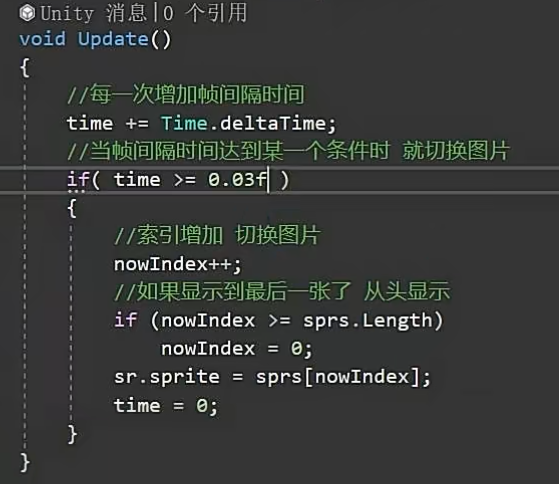 Unity 消息|0 个引用
void Update()
{
//每一次增加帧间隔时间
time += Time.deltaTime;
//当帧间隔时间达到某一个条件时 就切换图片
if( time >= 0.03f )
{
//索引增加 切换图片
nowIndex++;
//如果显示到最后一张了 从头显示
if (nowIndex >= sprs.Length)
nowIndex = 0;
sr.sprite = sprs[nowIndex];
time = 0;
}
}